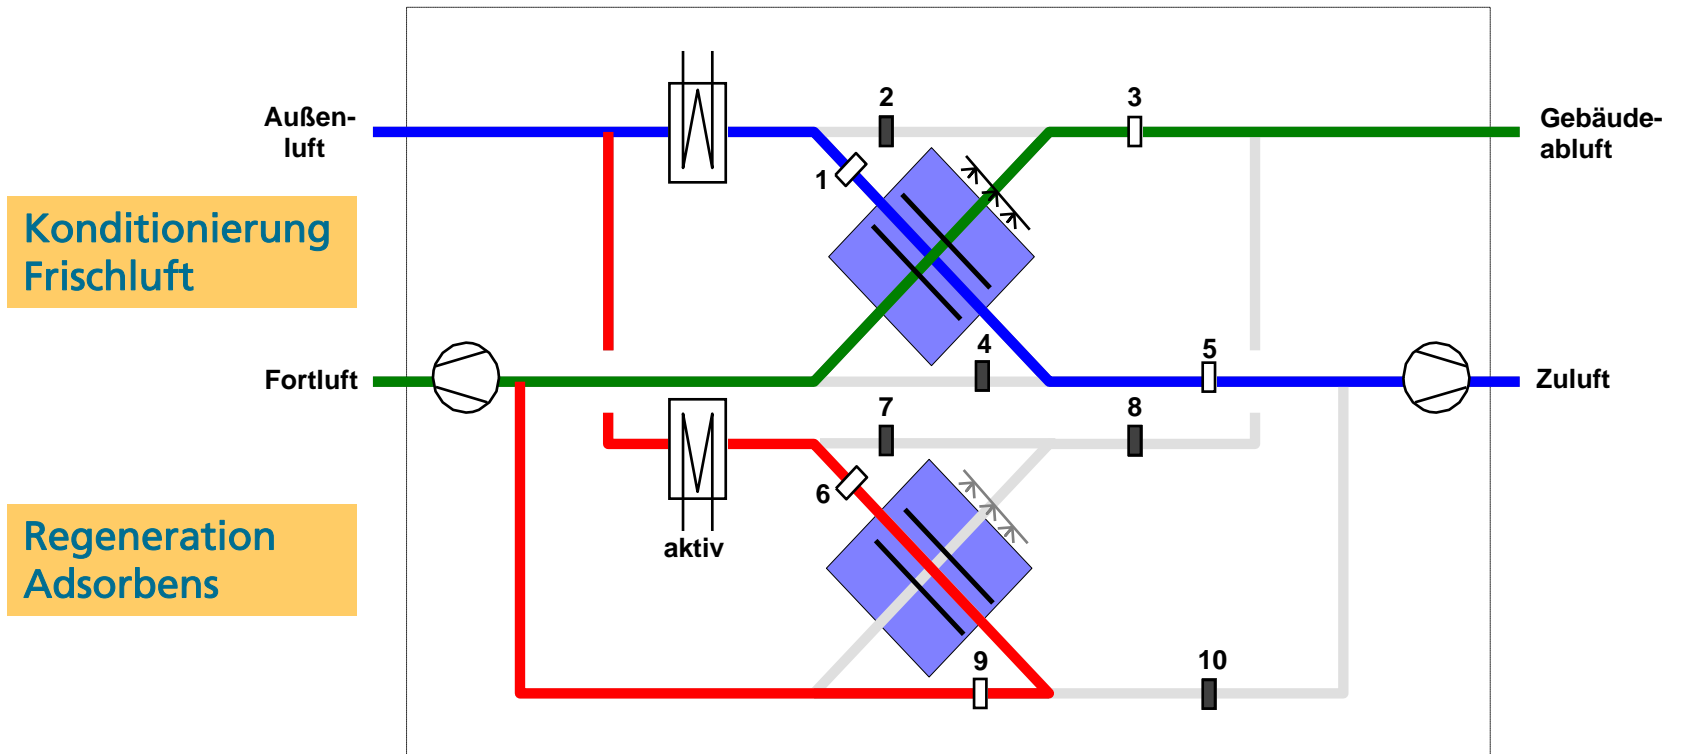 2
3
Außen-
luft
Gebäude-
abluft
1
Konditionierung
Frischluft
4
5
Fortluft
Zuluft
7
8
6
Regeneration
Adsorbens
aktiv
9
10